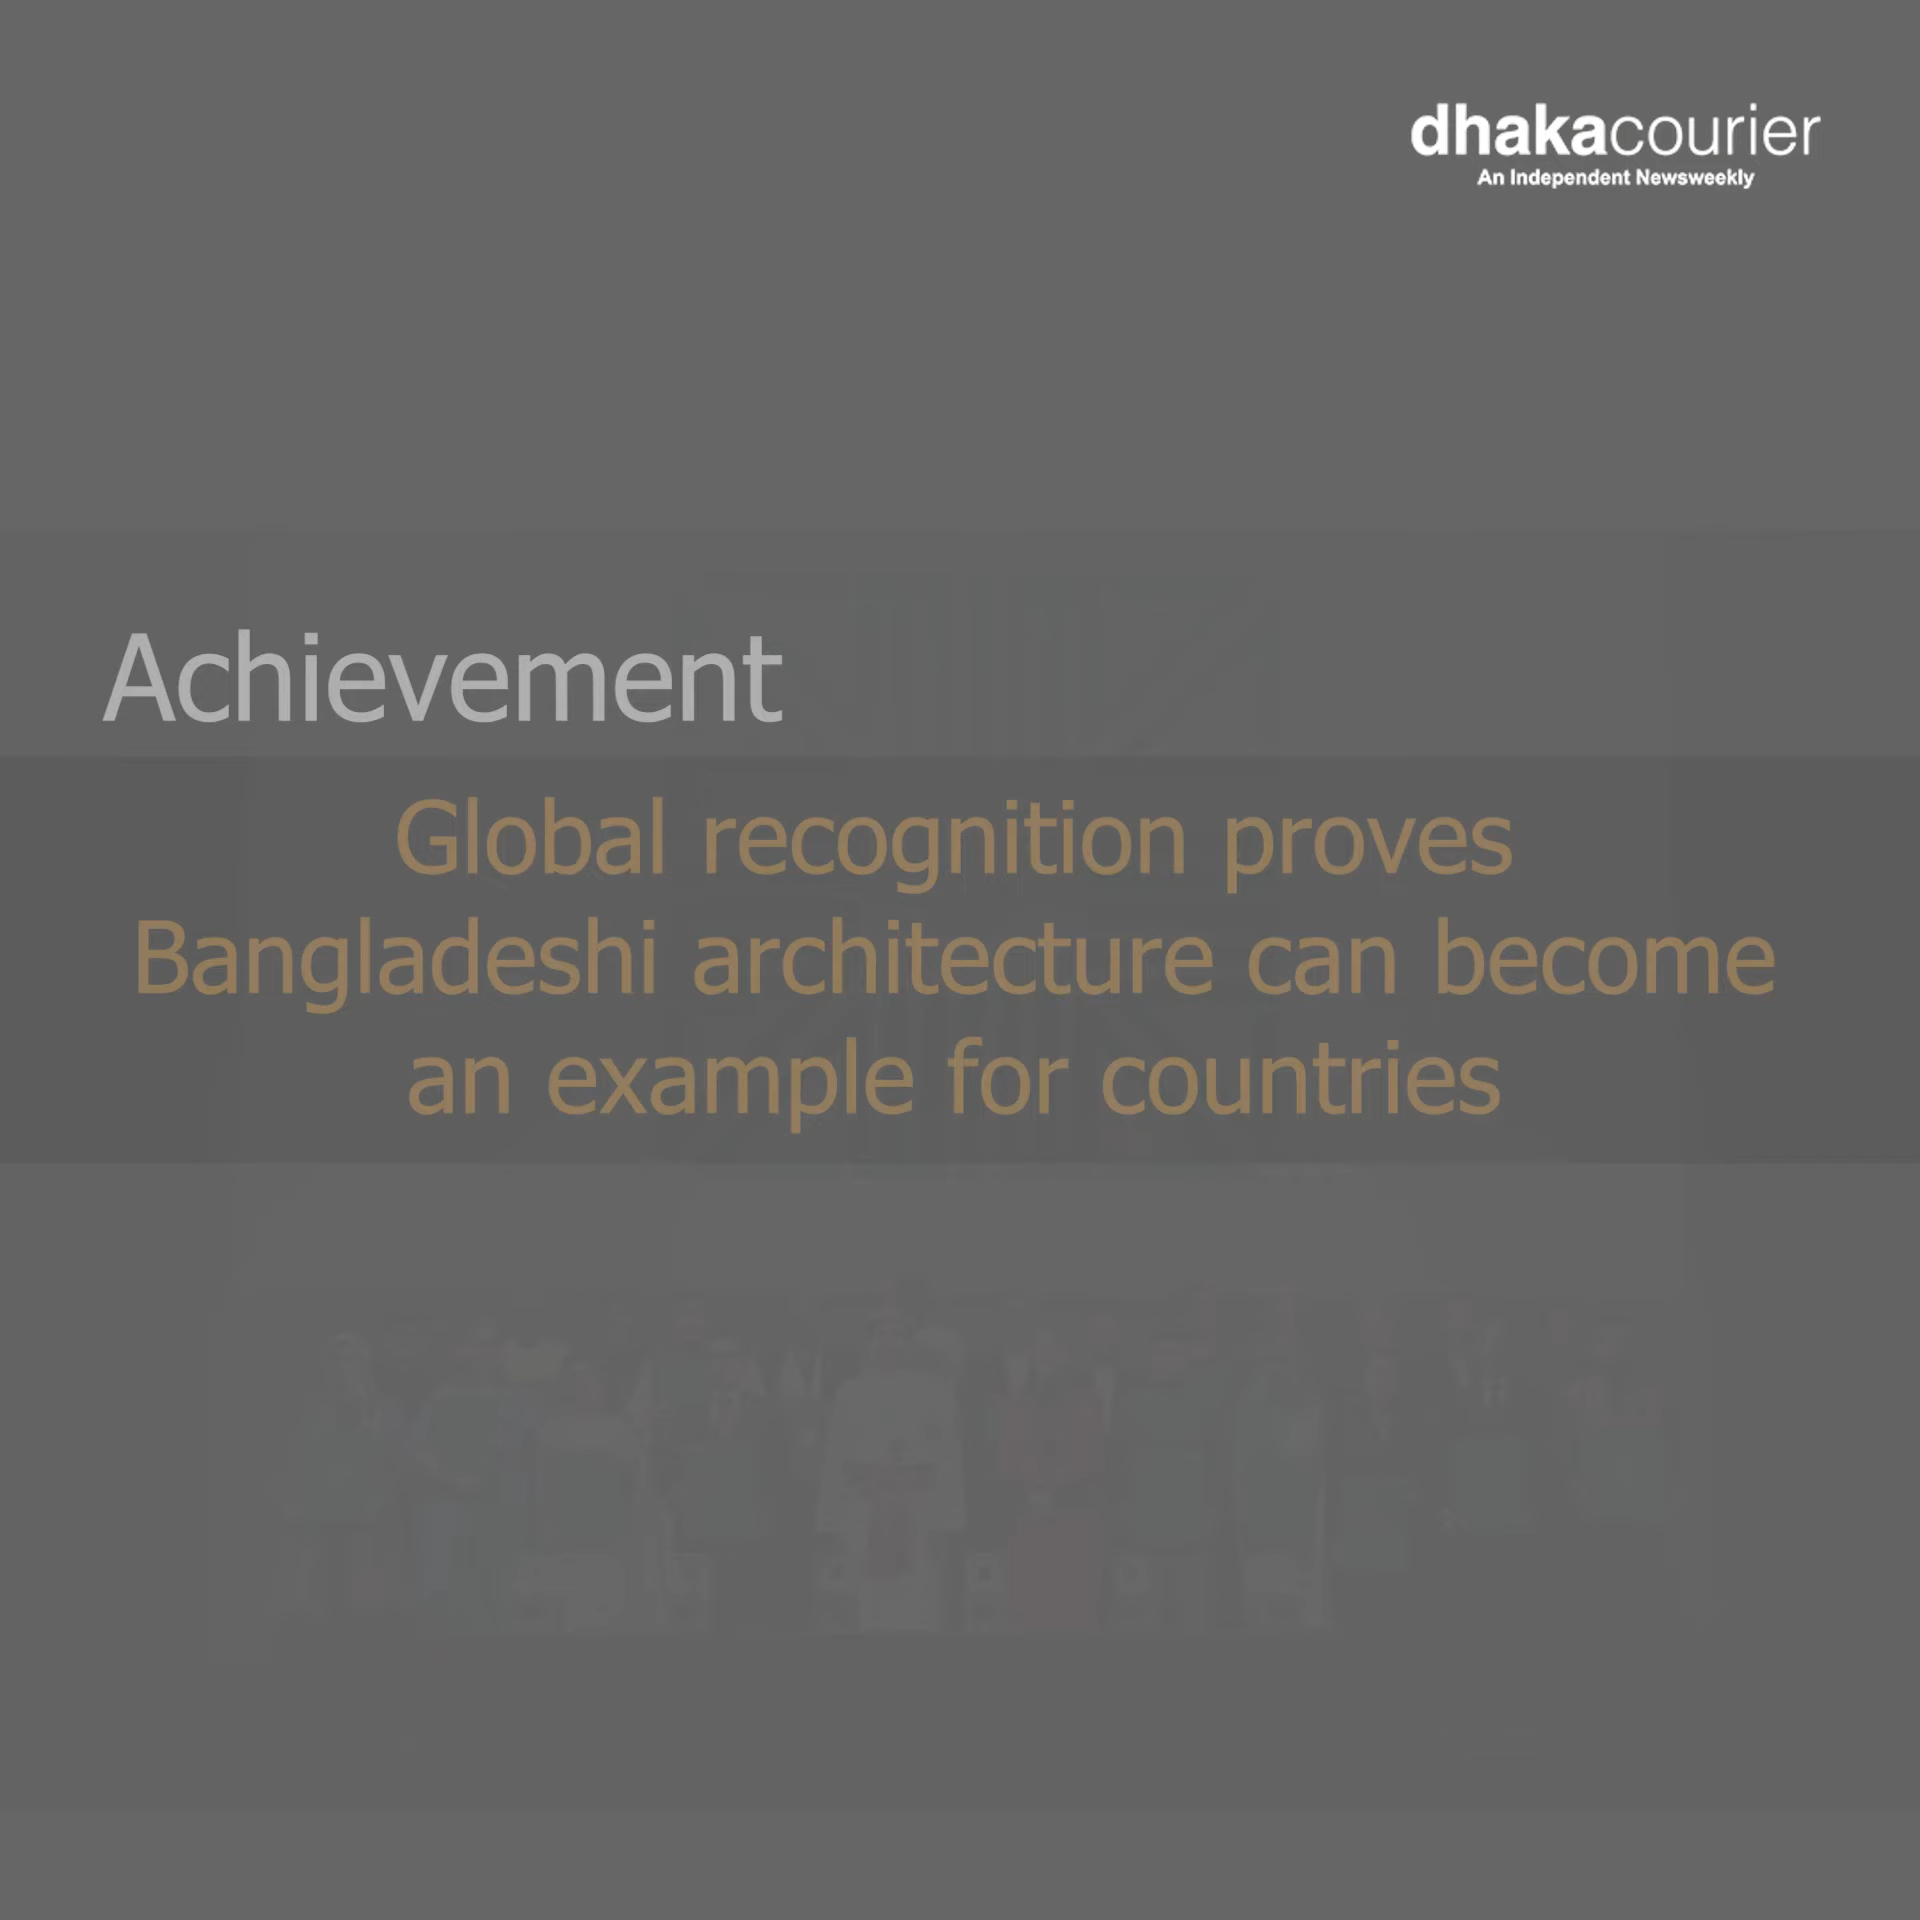 dhakacourier
An Independent Newsweekly
Achievement
Global recognition proves
Bangladeshi architecture can become
an example for countries